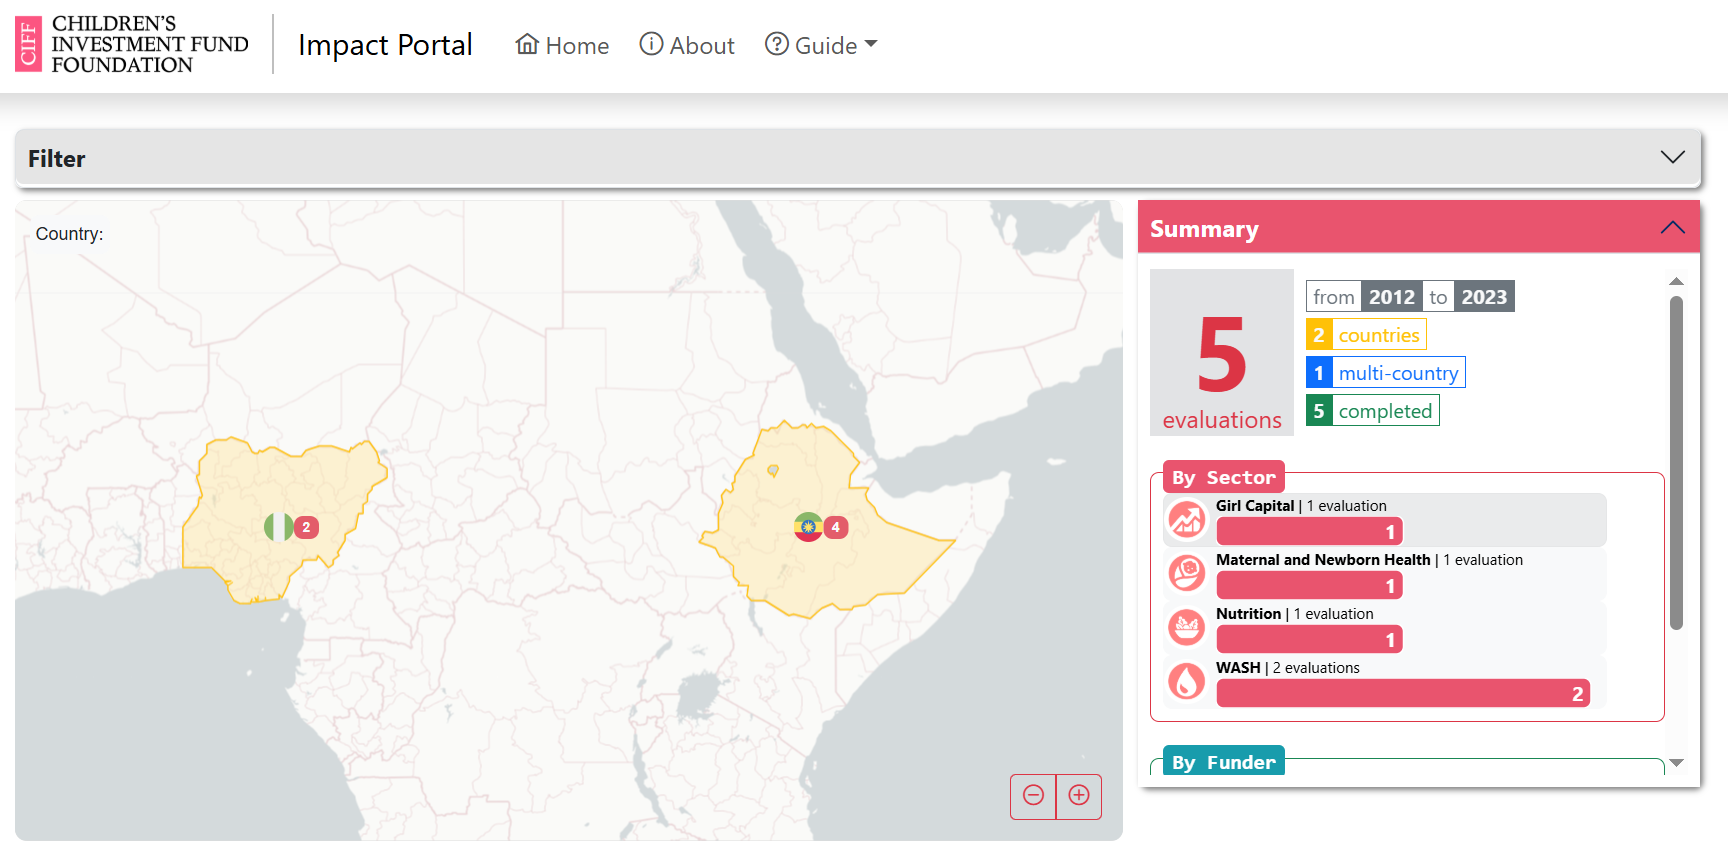 CIFF
CHILDREN'S
INVESTMENT FUND
FOUNDATION
Impact Portal
Home
About
Guide
Filter
Country:
2
4
Summary
5
evaluations
from 2012 to 2023
2 countries
1 multi-country
5 completed
By Sector
Girl Capital | 1 evaluation
1
Maternal and Newborn Health | 1 evaluation
1
Nutrition | 1 evaluation
1
WASH | 2 evaluations
2
By Funder